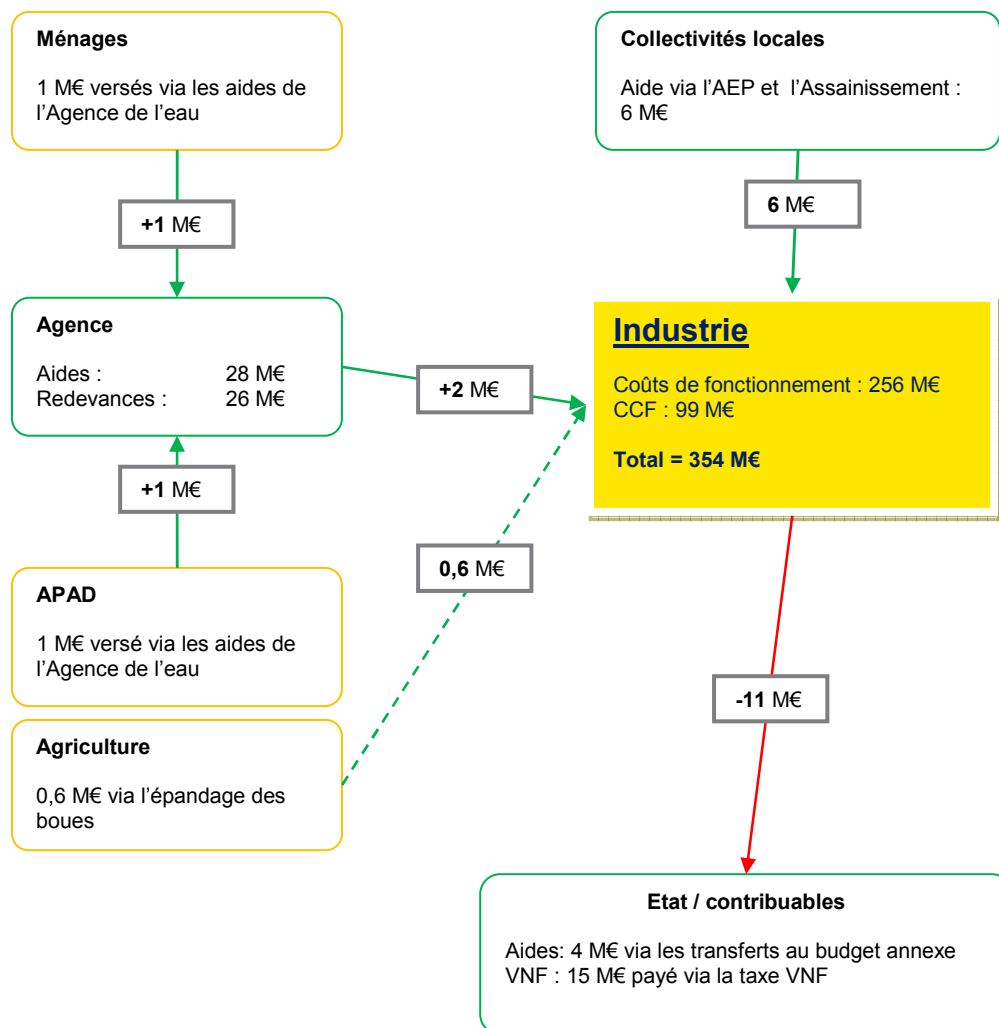 Ménages
1 M€ versés via les aides de
l'Agence de l'eau
Collectivités locales
Aide via l'AEP et l'Assainissement :
6 M€
+1 M€
6 M€
Agence
Aides : 28 M€
Redevances : 26 M€
+2 M€
Industrie
Coûts de fonctionnement : 256 M€
CCF : 99 M€
Total = 354 M€
+1 M€
0,6 M€
APAD
1 M€ versé via les aides de
l'Agence de l'eau
-11 M€
Agriculture
0,6 M€ via l'épandage des
boues
Etat / contribuables
Aides: 4 M€ via les transferts au budget annexe
VNF : 15 M€ payé via la taxe VNF